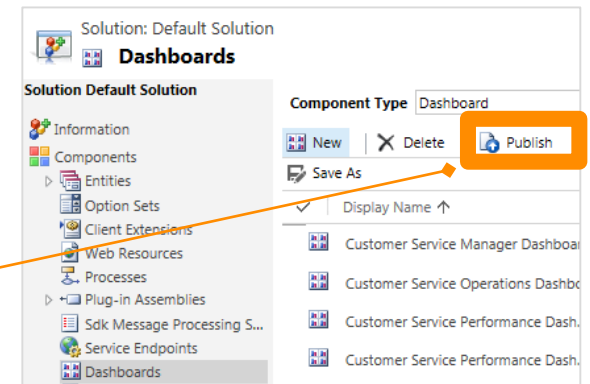 Solution: Default Solution
Dashboards
Solution Default Solution
Information
Components
Entities
Option Sets
Client Extensions
Web Resources
Processes
Plug-in Assemblies
Sdk Message Processing S...
Service Endpoints
Dashboards
Component Type Dashboard
New Delete Publish
Save As
Display Name ↑
Customer Service Manager Dashboar
Customer Service Operations Dashbo
Customer Service Performance Dash.
Customer Service Performance Dash.